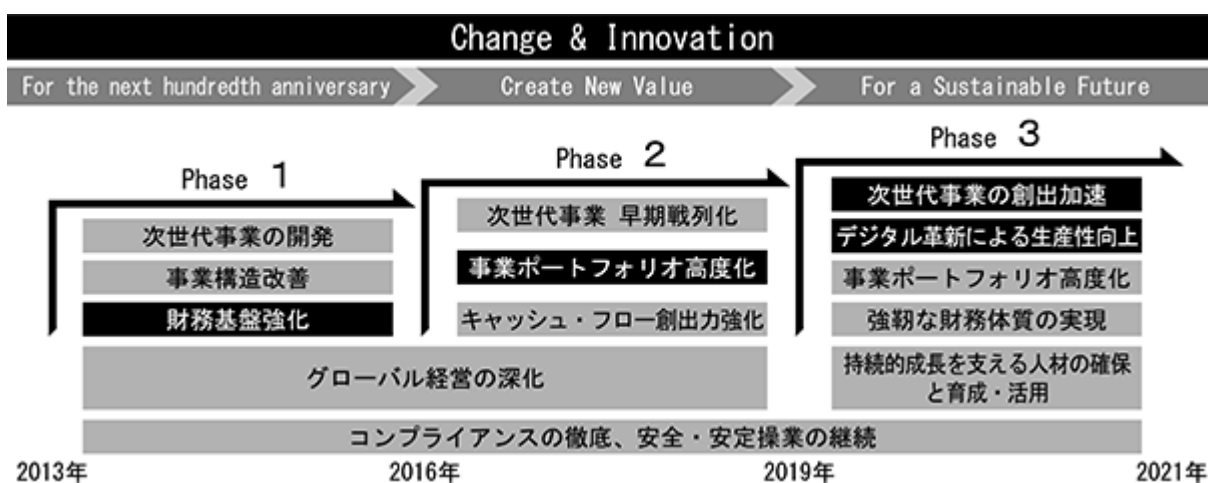 Change & Innovation
For the next hundredth anniversary
Create New Value
For a Sustainable Future
Phase 1
次世代事業の開発
事業構造改善
財務基盤強化
Phase 2
次世代事業 早期戦列化
事業ポートフォリオ高度化
キャッシュ・フロー創出力強化
Phase 3
次世代事業の創出加速
デジタル革新による生産性向上
事業ポートフォリオ高度化
強靭な財務体質の実現
持続的成長を支える人材の確保
と育成・活用
グローバル経営の深化
コンプライアンスの徹底、安全・安定操業の継続
2013年
2016年
2019年
2021年